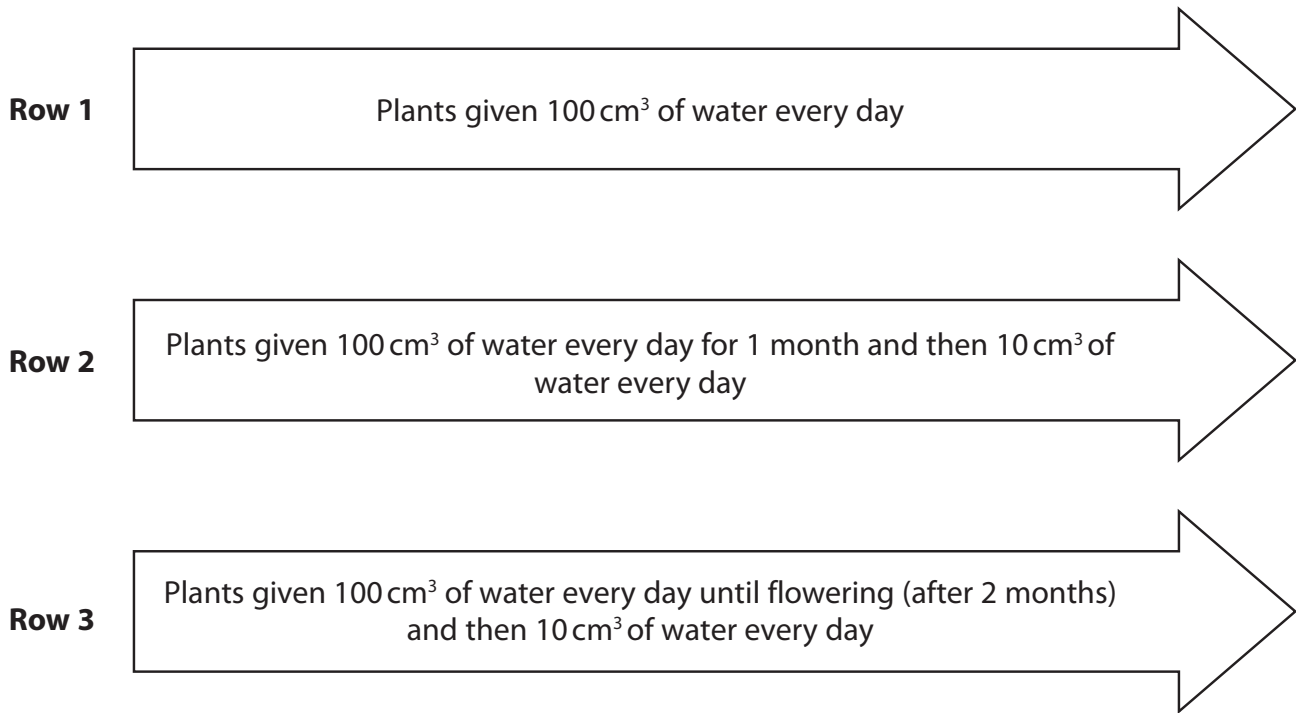 Row 1
Plants given 100 cm³ of water every day
Row 2
Plants given 100 cm³ of water every day for 1 month and then 10 cm³ of
water every day
Row 3
Plants given 100 cm³ of water every day until flowering (after 2 months)
and then 10 cm³ of water every day